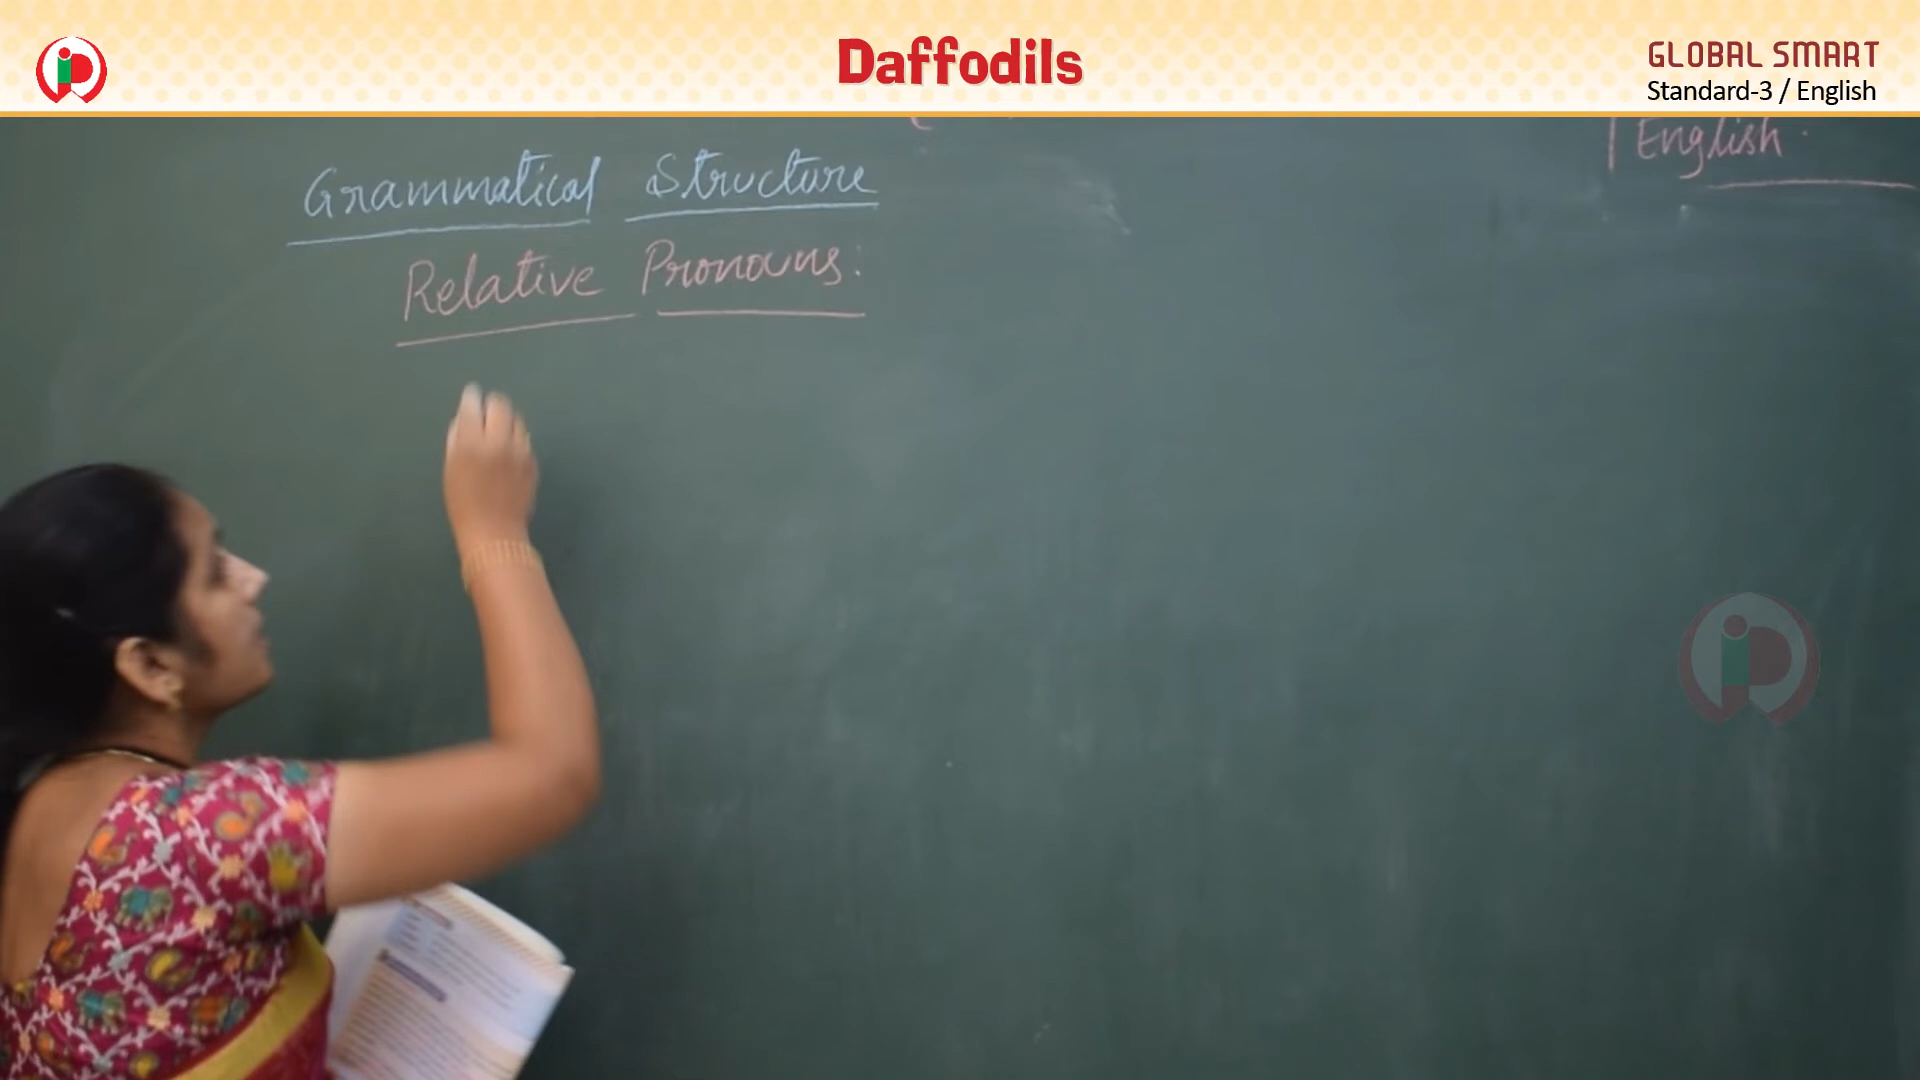 Daffodils
GLOBAL SMART
Standard-3 / English
English.
Grammatical Structure
Relative Pronouns: